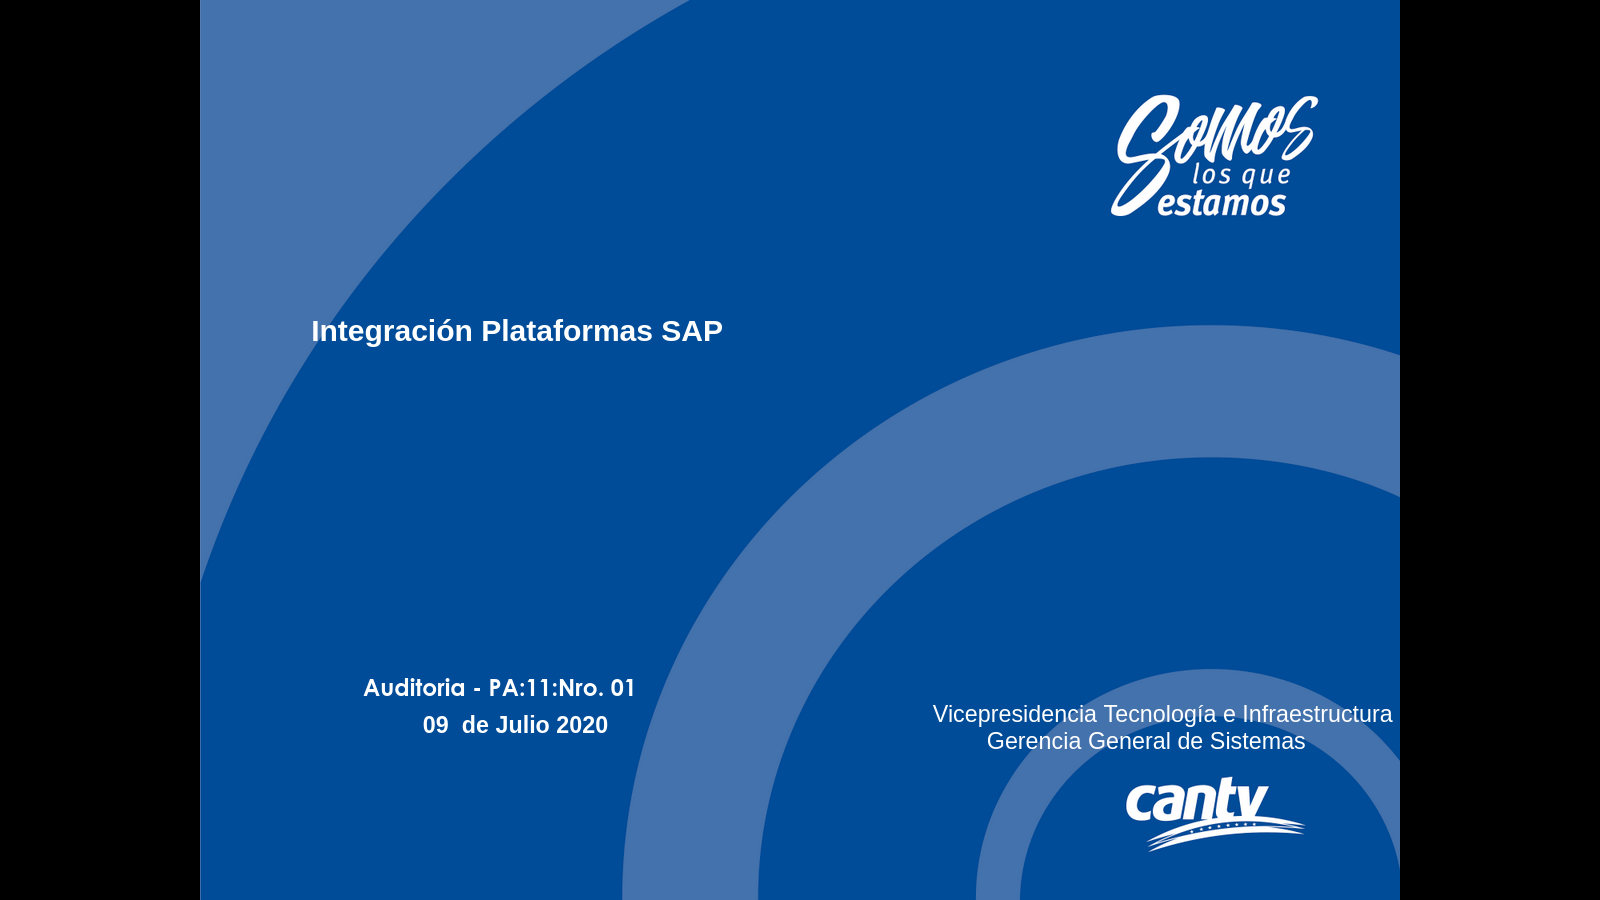 Somos
los que
estamos
Integración Plataformas SAP
Auditoria - PA:11:Nro. 01
09  de Julio 2020
Vicepresidencia Tecnología e Infraestructura
Gerencia General de Sistemas
cantv